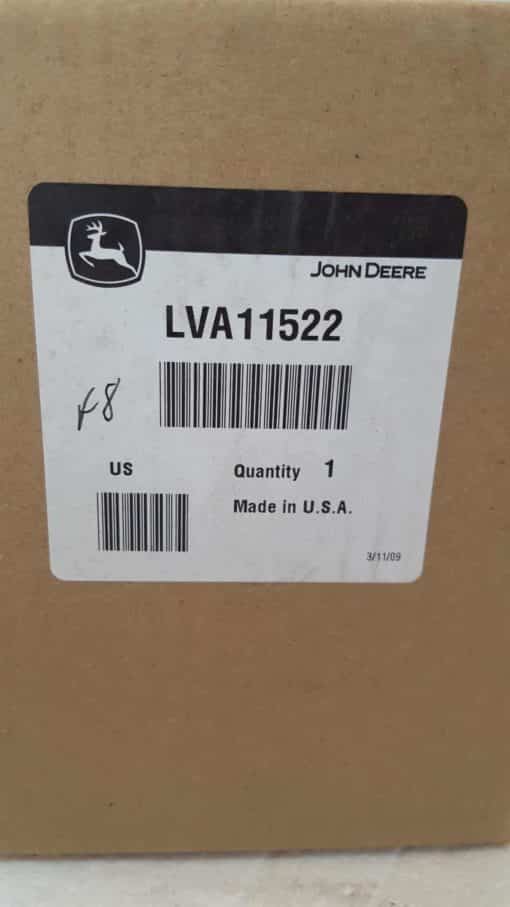 JOHN DEERE
LVA11522
F8
US
Quantity 1
Made in U.S.A.
3/11/09